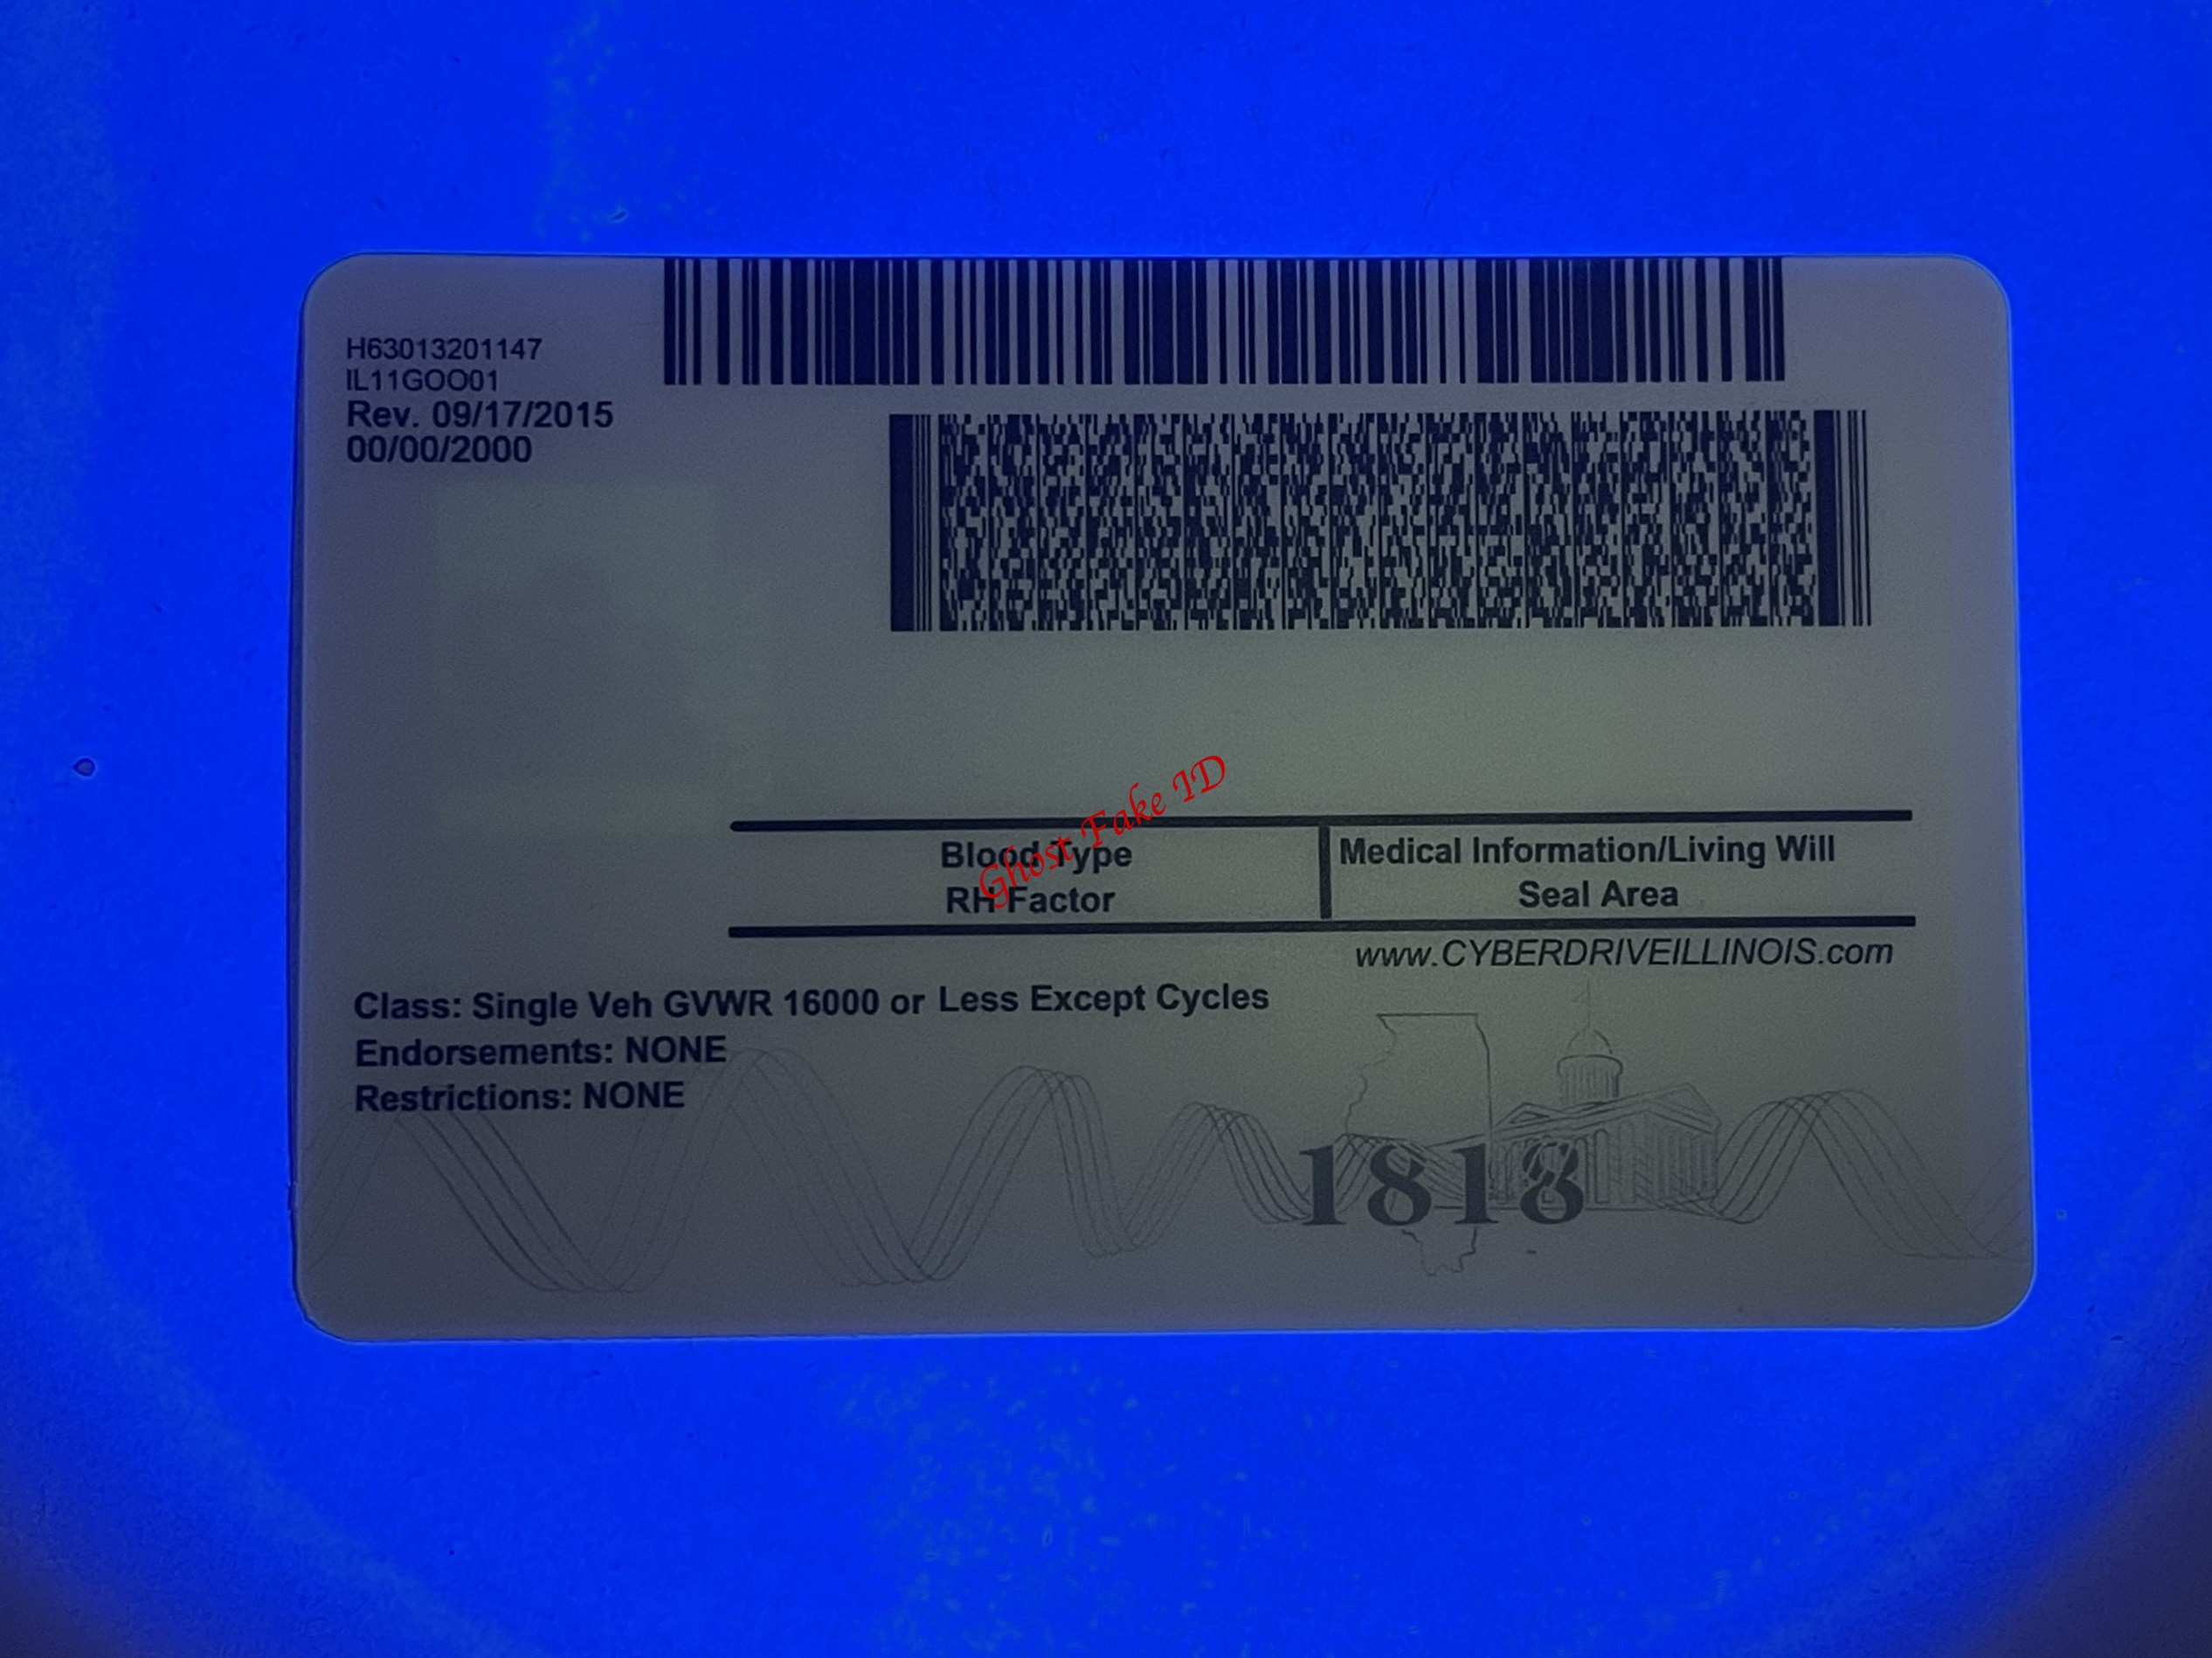 H63013201147
IL11GOO01
Rev. 09/17/2015
00/00/2000
Ghost Fake ID
Blood Type
RH Factor
Medical Information/Living Will
Seal Area
www.CYBERDRIVEILLINOIS.com
Class: Single Veh GVWR 16000 or Less Except Cycles
Endorsements: NONE
Restrictions: NONE
1818